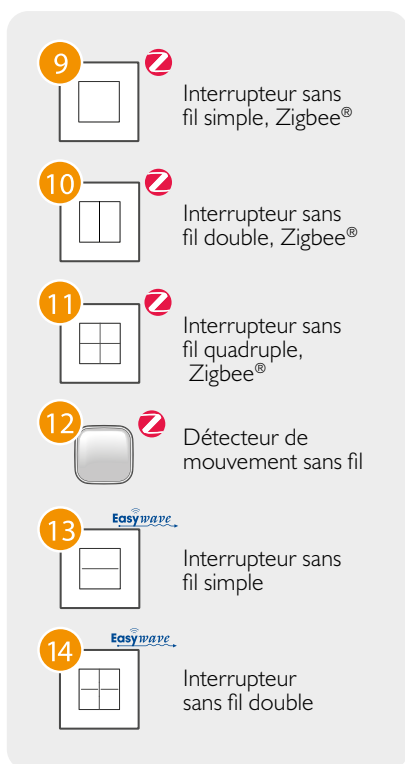 9
Interrupteur sans
fil simple, Zigbee®
10
Interrupteur sans
fil double, Zigbee®
11
Interrupteur sans
fil quadruple,
Zigbee®
12
Détecteur de
mouvement sans fil
Easywave
13
Interrupteur sans
fil simple
Easywave
14
Interrupteur
sans fil double